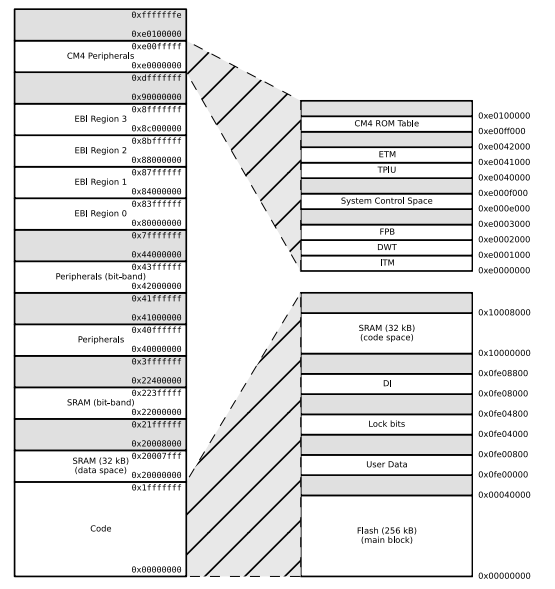 0xfffffffe
0xe0100000
0xe00fffff
CM4 Peripherals
0xe0000000
0xdfffffff
0x90000000
0x8fffffff
EBI Region 3
0x8c000000
0x8bffffff
EBI Region 2
0x88000000
0x87ffffff
EBI Region 1
0x84000000
0x83ffffff
EBI Region 0
0x80000000
0x7fffffff
0x44000000
0x43ffffff
Peripherals (bit-band)
0x42000000
0x41ffffff
0x41000000
0x40ffffff
Peripherals
0x40000000
0x3fffffff
0x22400000
0x223fffff
SRAM (bit-band)
0x22000000
0x21ffffff
0x20008000
SRAM (32 kB) 0x20007fff
(data space) 0x20000000
0x1fffffff
Code
0x00000000
0xe0100000
CM4 ROM Table
0xe00ff000
0xe0042000
ETM
0xe0041000
TPIU
0xe0040000
0xe000f000
System Control Space
0xe000e000
0xe0003000
FPB
0xe0002000
DWT
0xe0001000
ITM
0xe0000000
0x10008000
SRAM (32 kB)
(code space)
0x10000000
0x0fe08800
DI
0x0fe08000
0x0fe04800
Lock bits
0x0fe04000
0x0fe00800
User Data
0x0fe00000
0x00040000
Flash (256 kB)
(main block)
0x00000000